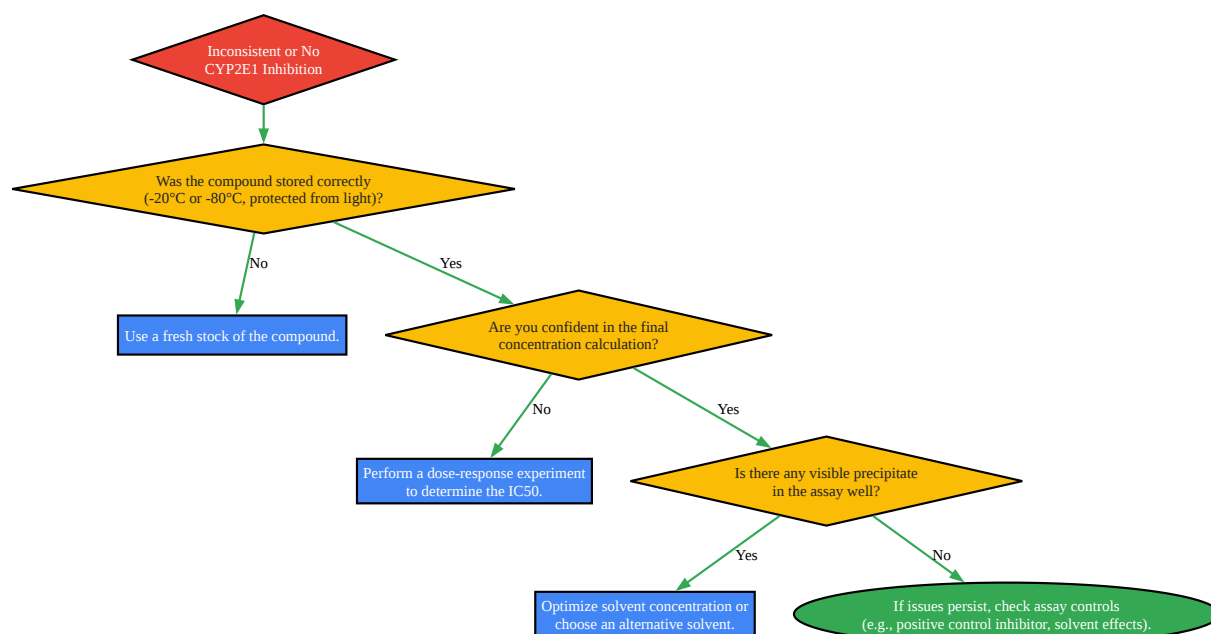 Inconsistent or No
CYP2E1 Inhibition
Was the compound stored correctly
(-20°C or -80°C, protected from light)?
No
Yes
Use a fresh stock of the compound.
Are you confident in the final
concentration calculation?
No
Yes
Perform a dose-response experiment
to determine the IC50.
Is there any visible precipitate
in the assay well?
Yes
No
Optimize solvent concentration or
choose an alternative solvent.
If issues persist, check assay controls
(e.g., positive control inhibitor, solvent effects).